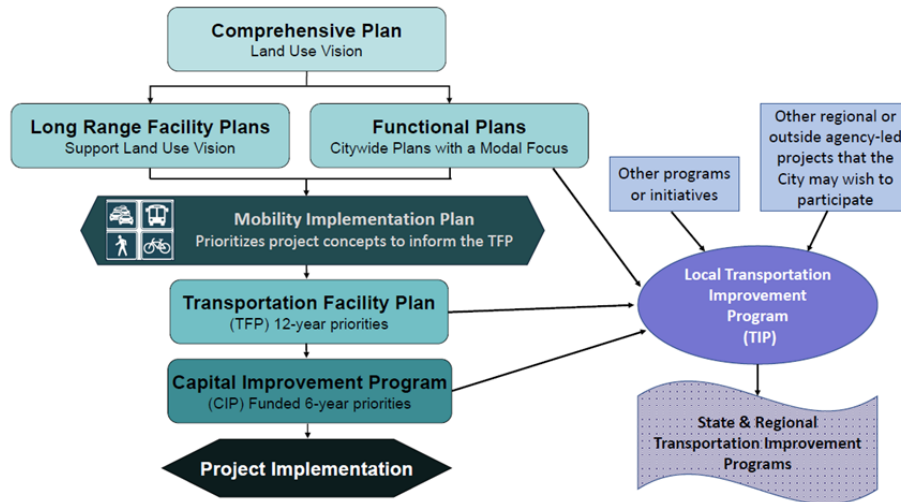 Comprehensive Plan
Land Use Vision
Long Range Facility Plans
Support Land Use Vision
Functional Plans
Citywide Plans with a Modal Focus
Other programs
or initiatives
Other regional or
outside agency-led
projects that the
City may wish to
participate
Mobility Implementation Plan
Prioritizes project concepts to inform the TFP
Transportation Facility Plan
(TFP) 12-year priorities
Local Transportation
Improvement
Program
(TIP)
Capital Improvement Program
(CIP) Funded 6-year priorities
State & Regional
Transportation Improvement
Programs
Project Implementation